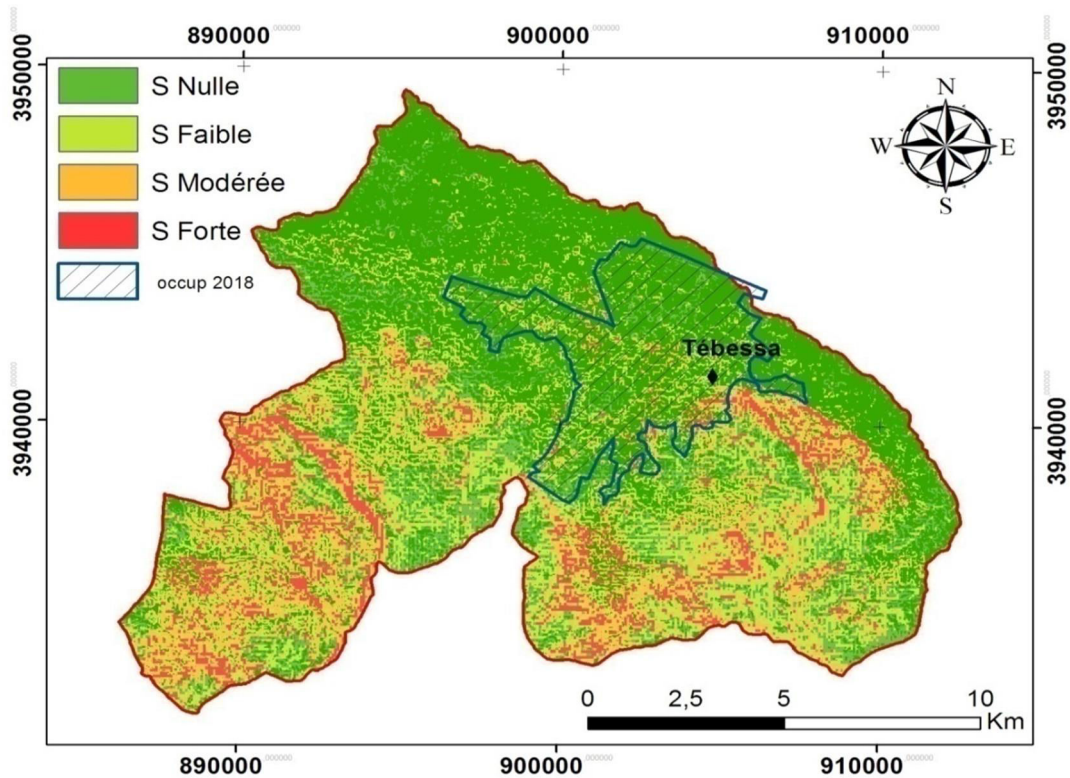 890000 900000 910000
3950000
3950000
S Nulle
S Faible
S Modérée
S Forte
occup 2018
N
W E
S
Tébessa
3940000
3940000
0 2,5 5 10
Km
890000 900000 910000